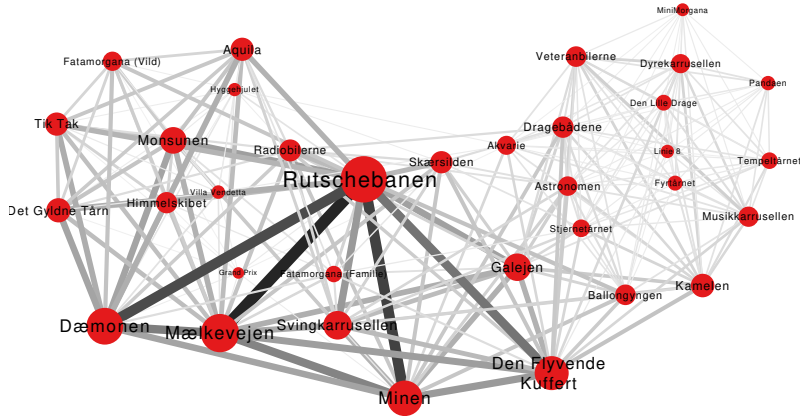 MiniMorgana
Aquila
Veteranbilerne
Fatamorgana (Vild)
Dyrekarrusellen
Pandaen
Hyggehjulet
Den Lille Drage
Tik Tak
Dragebådene
Monsunen
Akvarie
Radiobilerne
Linie 8
Skærsilden
Tempeltårnet
Rutschebanen
Fyrtårnet
Astronomen
Villa Vendetta
Himmelskibet
Det Gyldne Tårn
Musikkarrusellen
Stjernetårnet
Galejen
Grand Prix
Fatamorgana (Familie)
Kamelen
Ballongyngen
Dæmonen
Svingkarrusellen
Mælkevejen
Den Flyvende
Kuffert
Minen